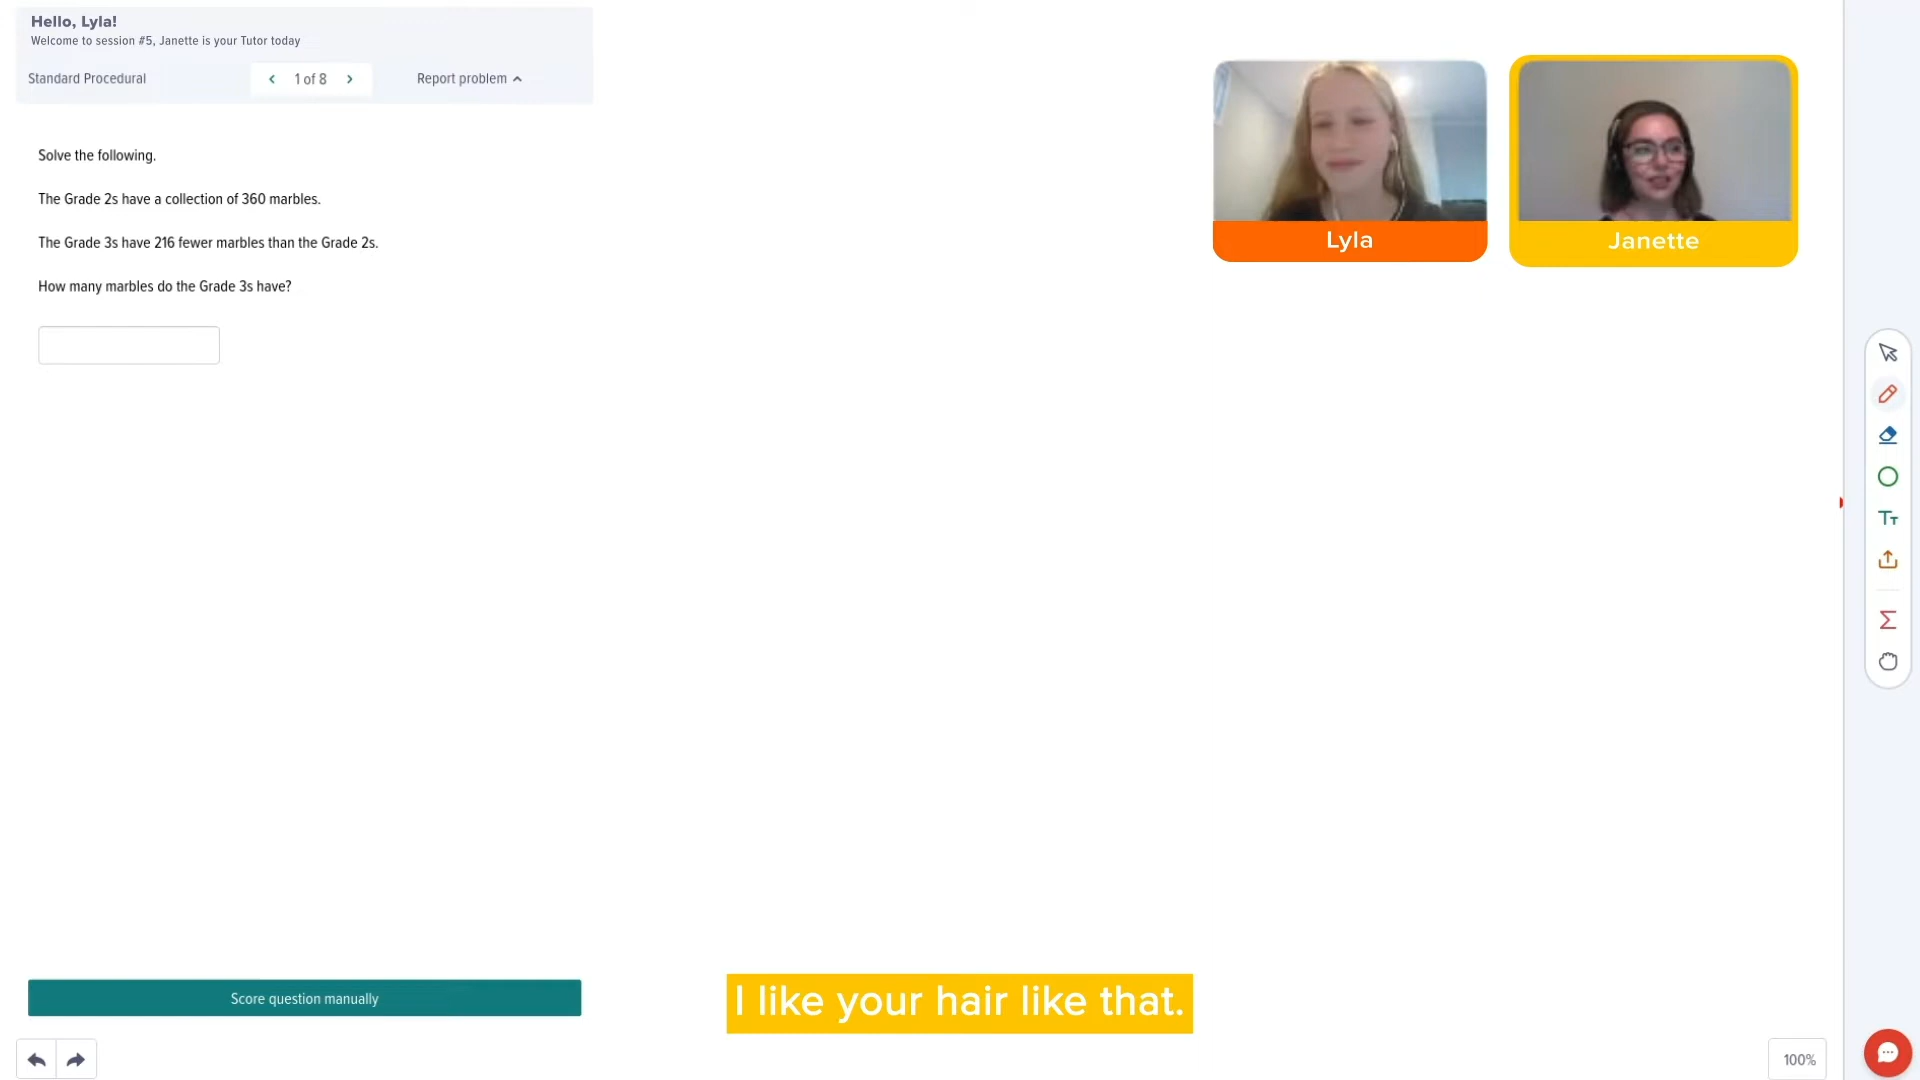 Hello, Lyla!
Welcome to session #5, Janette is your Tutor today
Standard Procedural
1 of 8
Report problem
Solve the following.
The Grade 2s have a collection of 360 marbles.
The Grade 3s have 216 fewer marbles than the Grade 2s.
How many marbles do the Grade 3s have?
Lyla
Janette
Tт
Σ
Score question manually
I like your hair like that.
100%